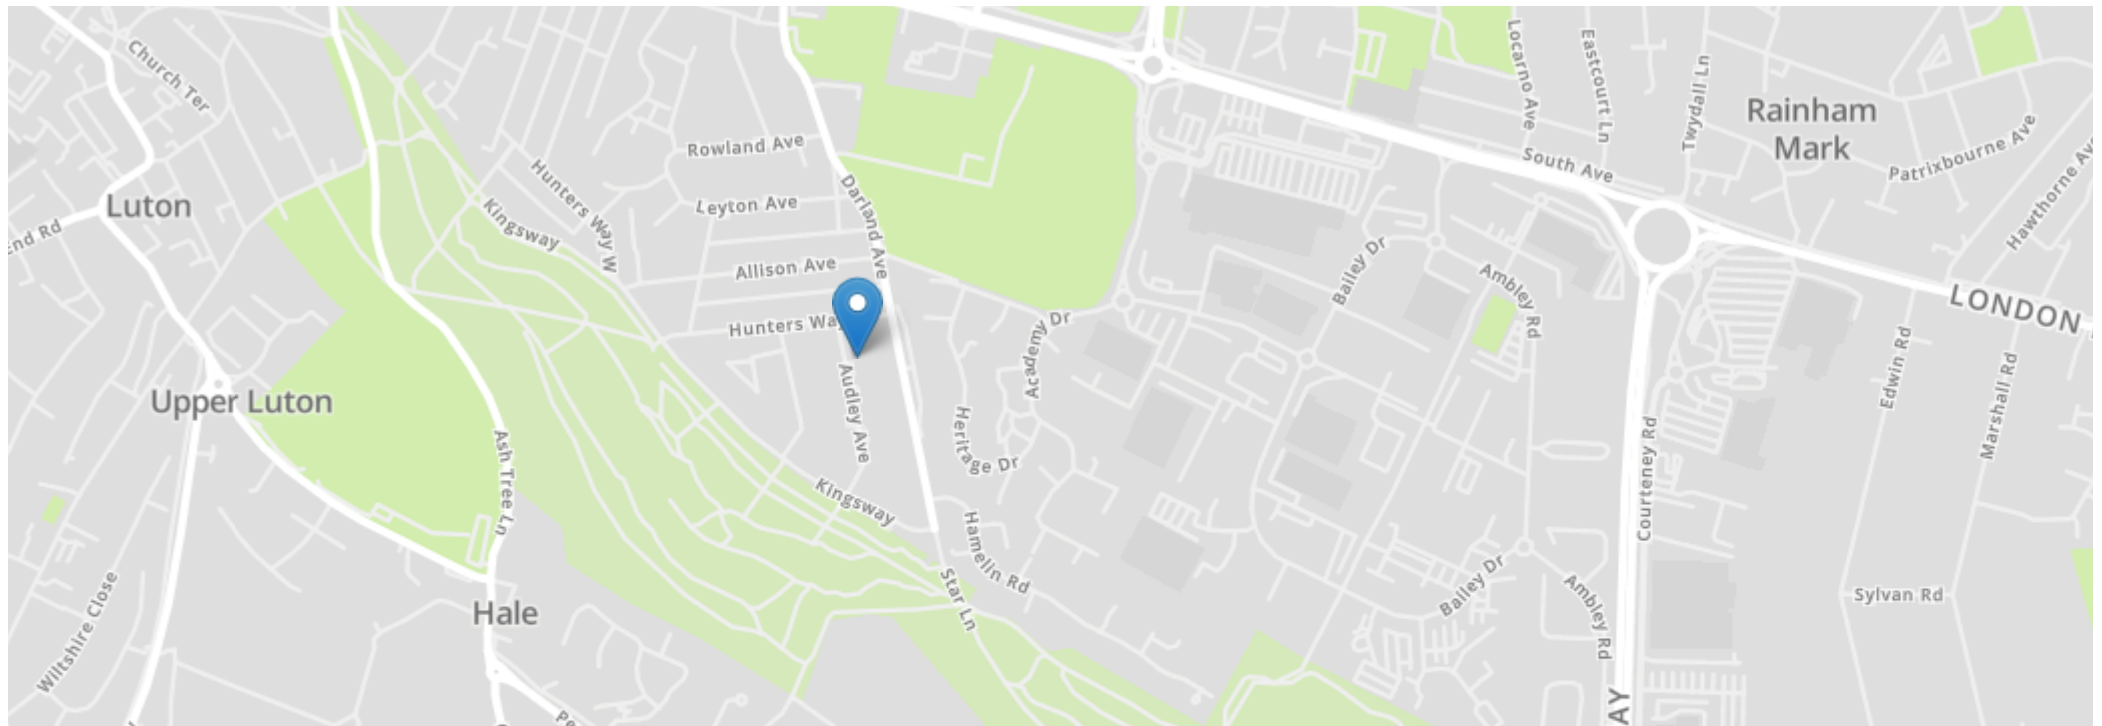 Church Ter
Luton
End Rd
Upper Luton
Wiltshire Close
Ash Tree Ln
Hale
Kingsway
Hunters Way W
Rowland Ave
Leyton Ave
Allison Ave
Hunters Way
Darland Ave
Audley Ave
Kingsway
Heritage Dr
Academy Dr
Hamelin Rd
Star Ln
Bailey Dr
Ambley Rd
Bailey Dr
Ambley Rd
Locarno Ave
Eastcourt Ln
Twydall Ln
South Ave
Rainham
Mark
Patrixbourne Ave
Hawthorne Ave
LONDON
Edwin Rd
Marshall Rd
Courteney Rd
Sylvan Rd
AY
Pe